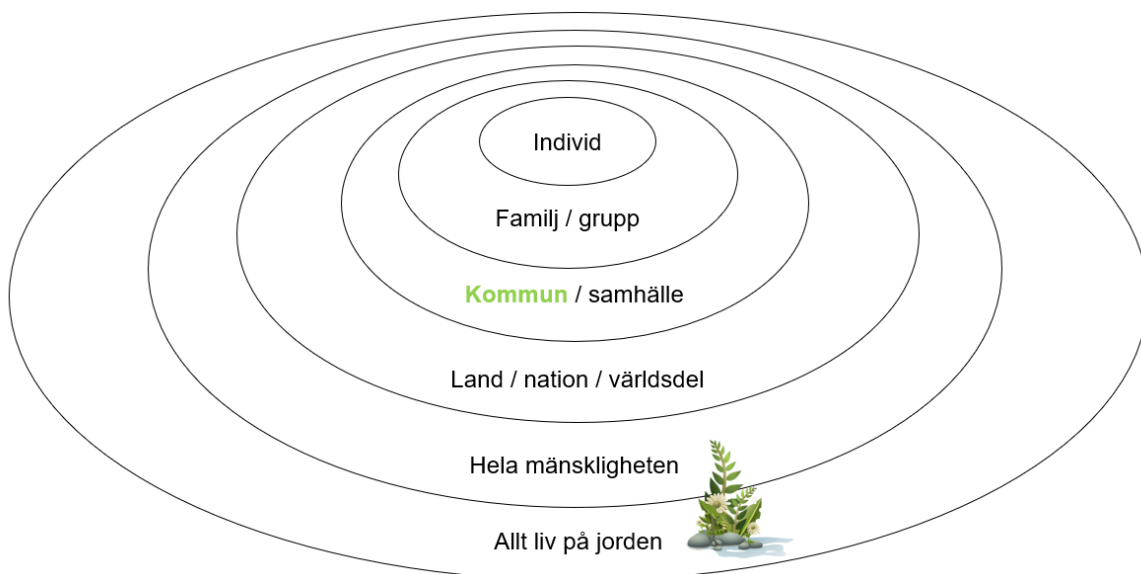 Individ
Familj / grupp
Kommun / samhälle
Land / nation / världsdel
Hela mänskligheten
Allt liv på jorden